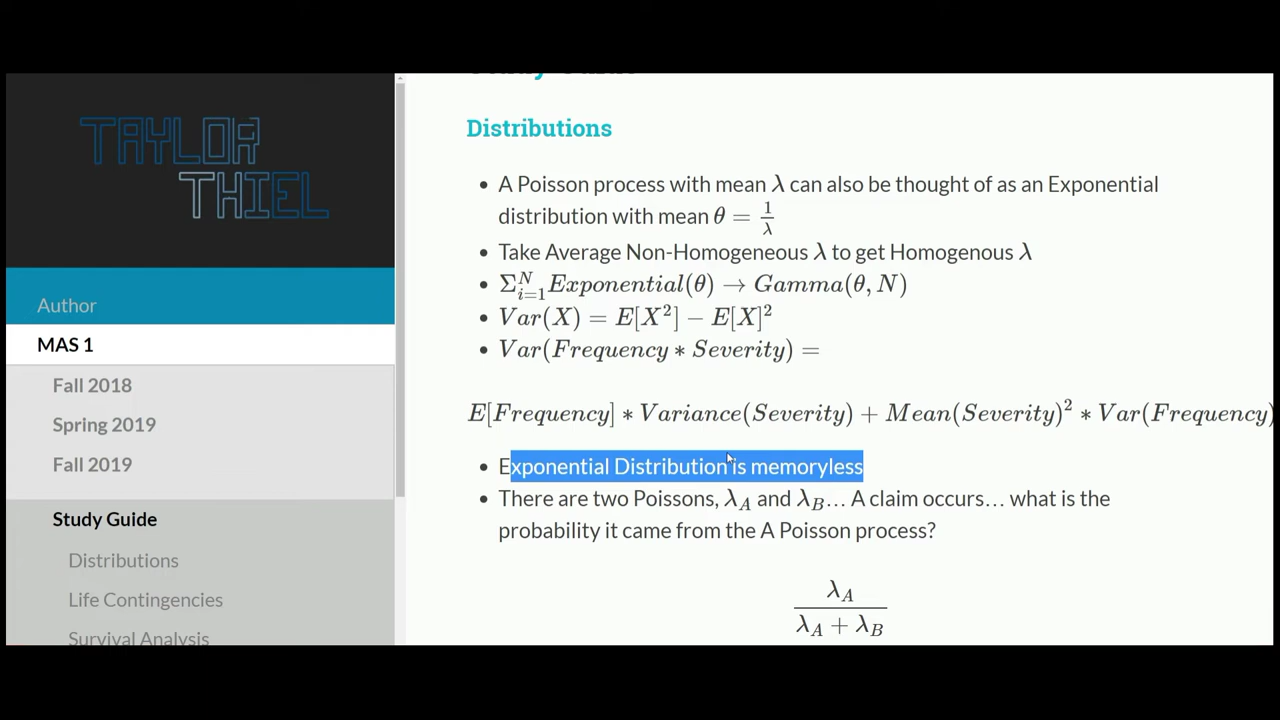 TAYLOR
THIEL
Author
MAS 1
Fall 2018
Spring 2019
Fall 2019
Study Guide
Distributions
Life Contingencies
Survival Analysis
Distributions
• A Poisson process with mean λ can also be thought of as an Exponential
distribution with mean θ = 1/λ
• Take Average Non-Homogeneous λ to get Homogenous λ
• Σ_{i=1}^{N} Exponential(θ) → Gamma(θ, N)
• Var(X) = E[X²] − E[X]²
• Var(Frequency ∗ Severity) =
E[Frequency] ∗ Variance(Severity) + Mean(Severity)² ∗ Var(Frequency)
• Exponential Distribution is memoryless
• There are two Poissons, λ_A and λ_B… A claim occurs… what is the
probability it came from the A Poisson process?
λ_A
λ_A + λ_B